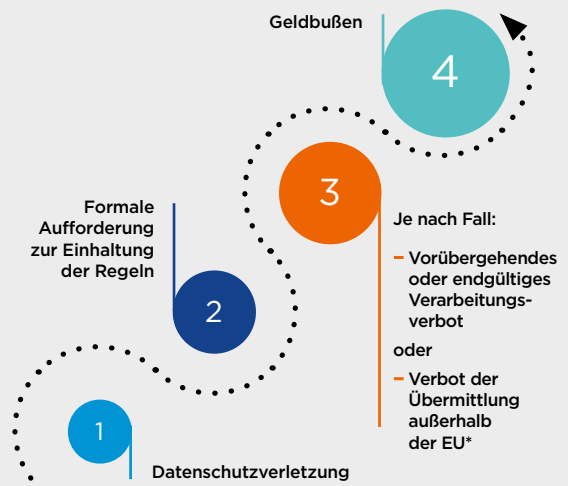 Geldbußen
4
3
Formale
Aufforderung
zur Einhaltung
der Regeln
2
Je nach Fall:
– Vorübergehendes
oder endgültiges
Verarbeitungs-
verbot
oder
– Verbot der
Übermittlung
außerhalb
der EU*
1
Datenschutzverletzung